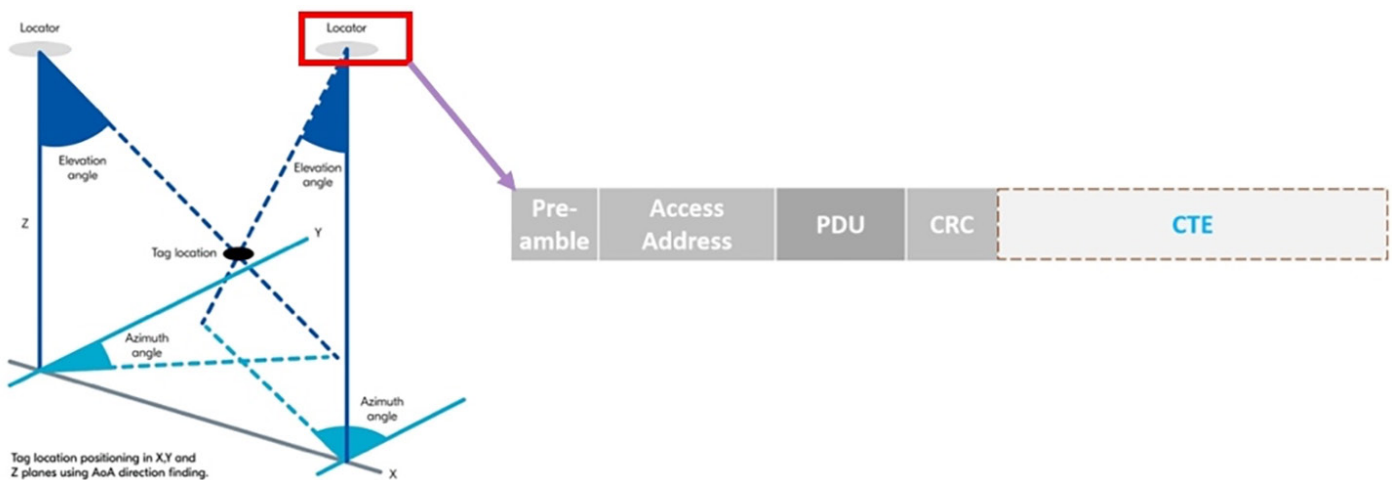 Locator
Locator
Elevation
angle
Elevation
angle
Z
Y
Tag location
Azimuth
angle
Azimuth
angle
X
Tag location positioning in X,Y and
Z planes using AoA direction finding.
Pre-
amble
Access
Address
PDU
CRC
CTE